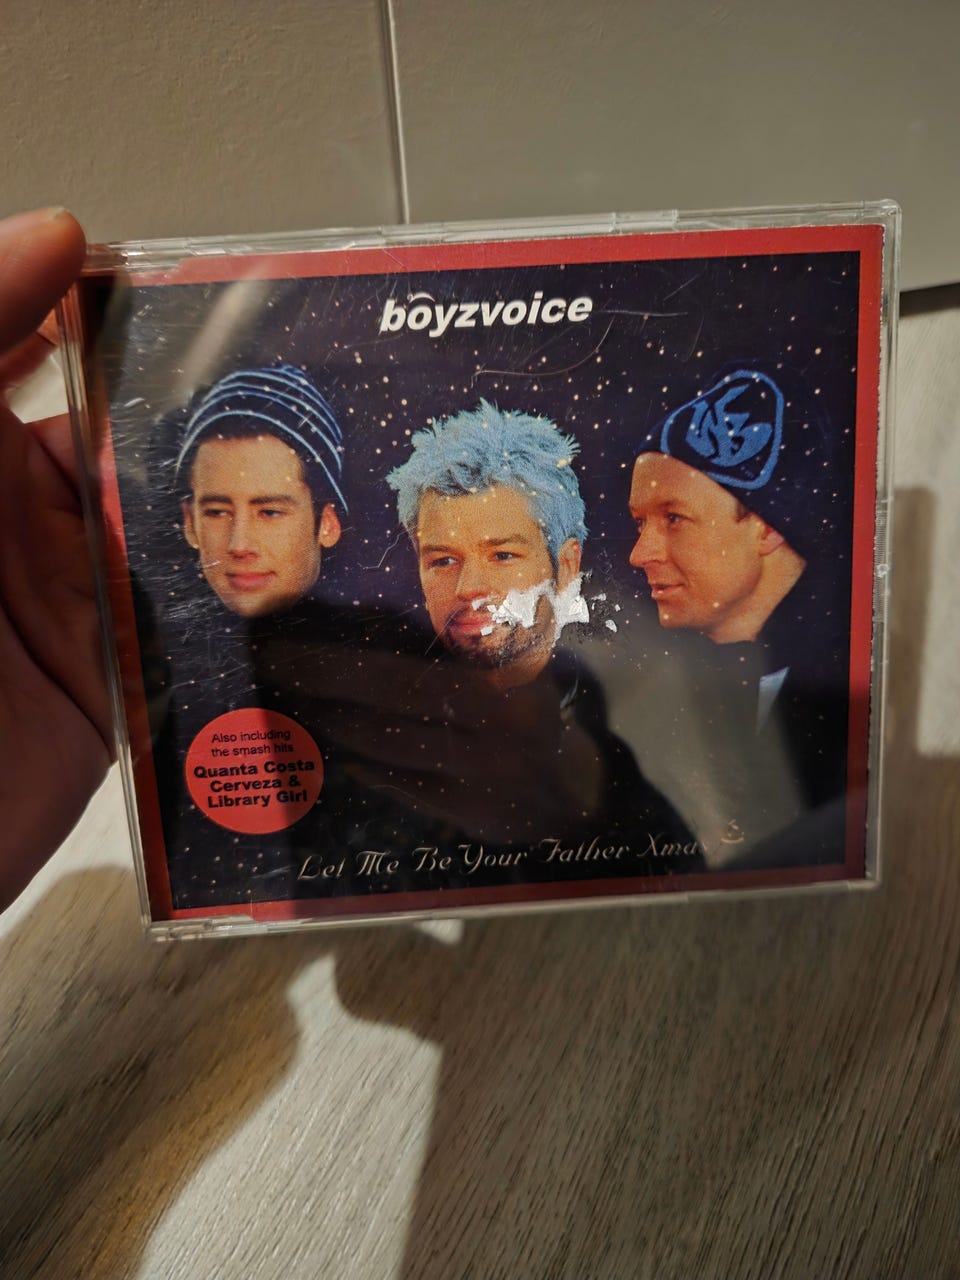 boyzvoice
Also including
the smash hits
Quanta Costa
Cerveza &
Library Girl
Let Me Be Your Father Xmas